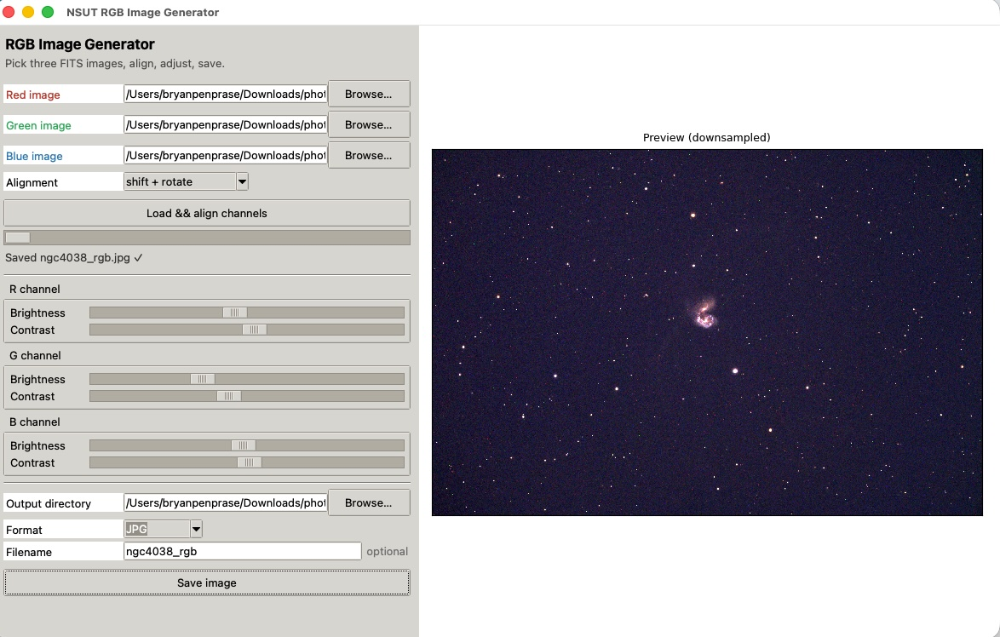 NSUT RGB Image Generator
RGB Image Generator
Pick three FITS images, align, adjust, save.
Red image /Users/bryanpenprase/Downloads/phot Browse...
Green image /Users/bryanpenprase/Downloads/phot Browse...
Blue image /Users/bryanpenprase/Downloads/phot Browse...
Alignment shift + rotate
Load && align channels
Saved ngc4038_rgb.jpg ✓
R channel
Brightness
Contrast
G channel
Brightness
Contrast
B channel
Brightness
Contrast
Output directory /Users/bryanpenprase/Downloads/phot Browse...
Format JPG
Filename ngc4038_rgb optional
Save image
Preview (downsampled)